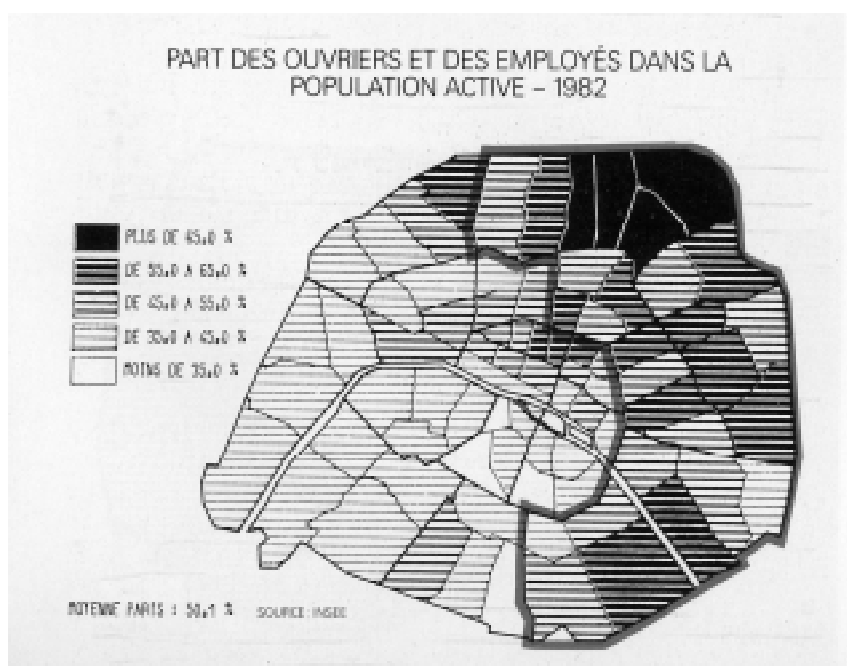 PART DES OUVRIERS ET DES EMPLOYÉS DANS LA
POPULATION ACTIVE – 1982
PLUS DE 65.0 %
DE 55.0 A 65.0 %
DE 45.0 A 55.0 %
DE 35.0 A 45.0 %
MOINS DE 35.0 %
MOYENNE PARIS : 50.1 %
SOURCE : INSEE